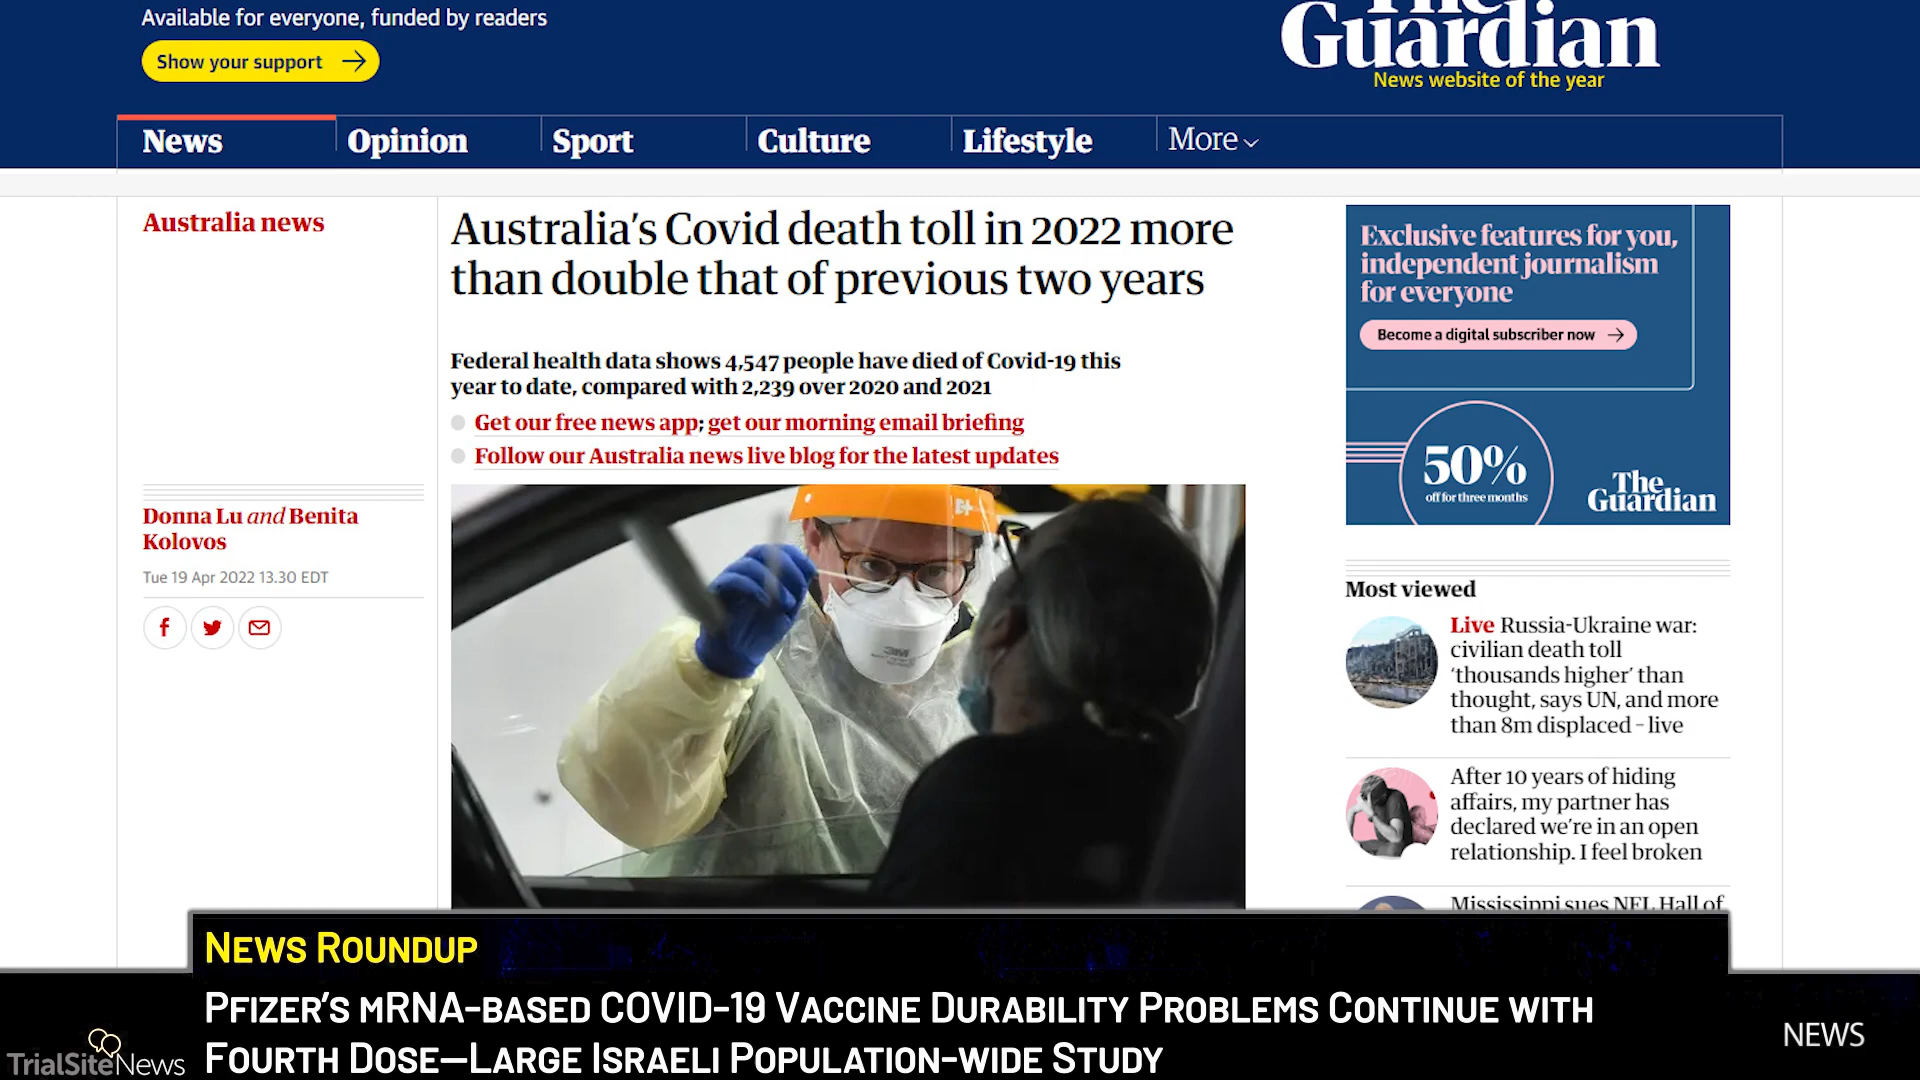 Available for everyone, funded by readers
Show your support
The
Guardian
News website of the year
News
Opinion
Sport
Culture
Lifestyle
More
Australia news
Australia's Covid death toll in 2022 more
than double that of previous two years
Federal health data shows 4,547 people have died of Covid-19 this
year to date, compared with 2,239 over 2020 and 2021
Get our free news app; get our morning email briefing
Follow our Australia news live blog for the latest updates
Donna Lu and Benita
Kolovos
Tue 19 Apr 2022 13.30 EDT
3M
Exclusive features for you,
independent journalism
for everyone
Become a digital subscriber now
50%
off for three months
The
Guardian
Most viewed
Live Russia-Ukraine war:
civilian death toll
'thousands higher' than
thought, says UN, and more
than 8m displaced – live
After 10 years of hiding
affairs, my partner has
declared we're in an open
relationship. I feel broken
Mississippi sues NFL Hall of
News Roundup
Pfizer's mRNA-based COVID-19 Vaccine Durability Problems Continue with
Fourth Dose—Large Israeli Population-wide Study
TrialSiteNews
NEWS